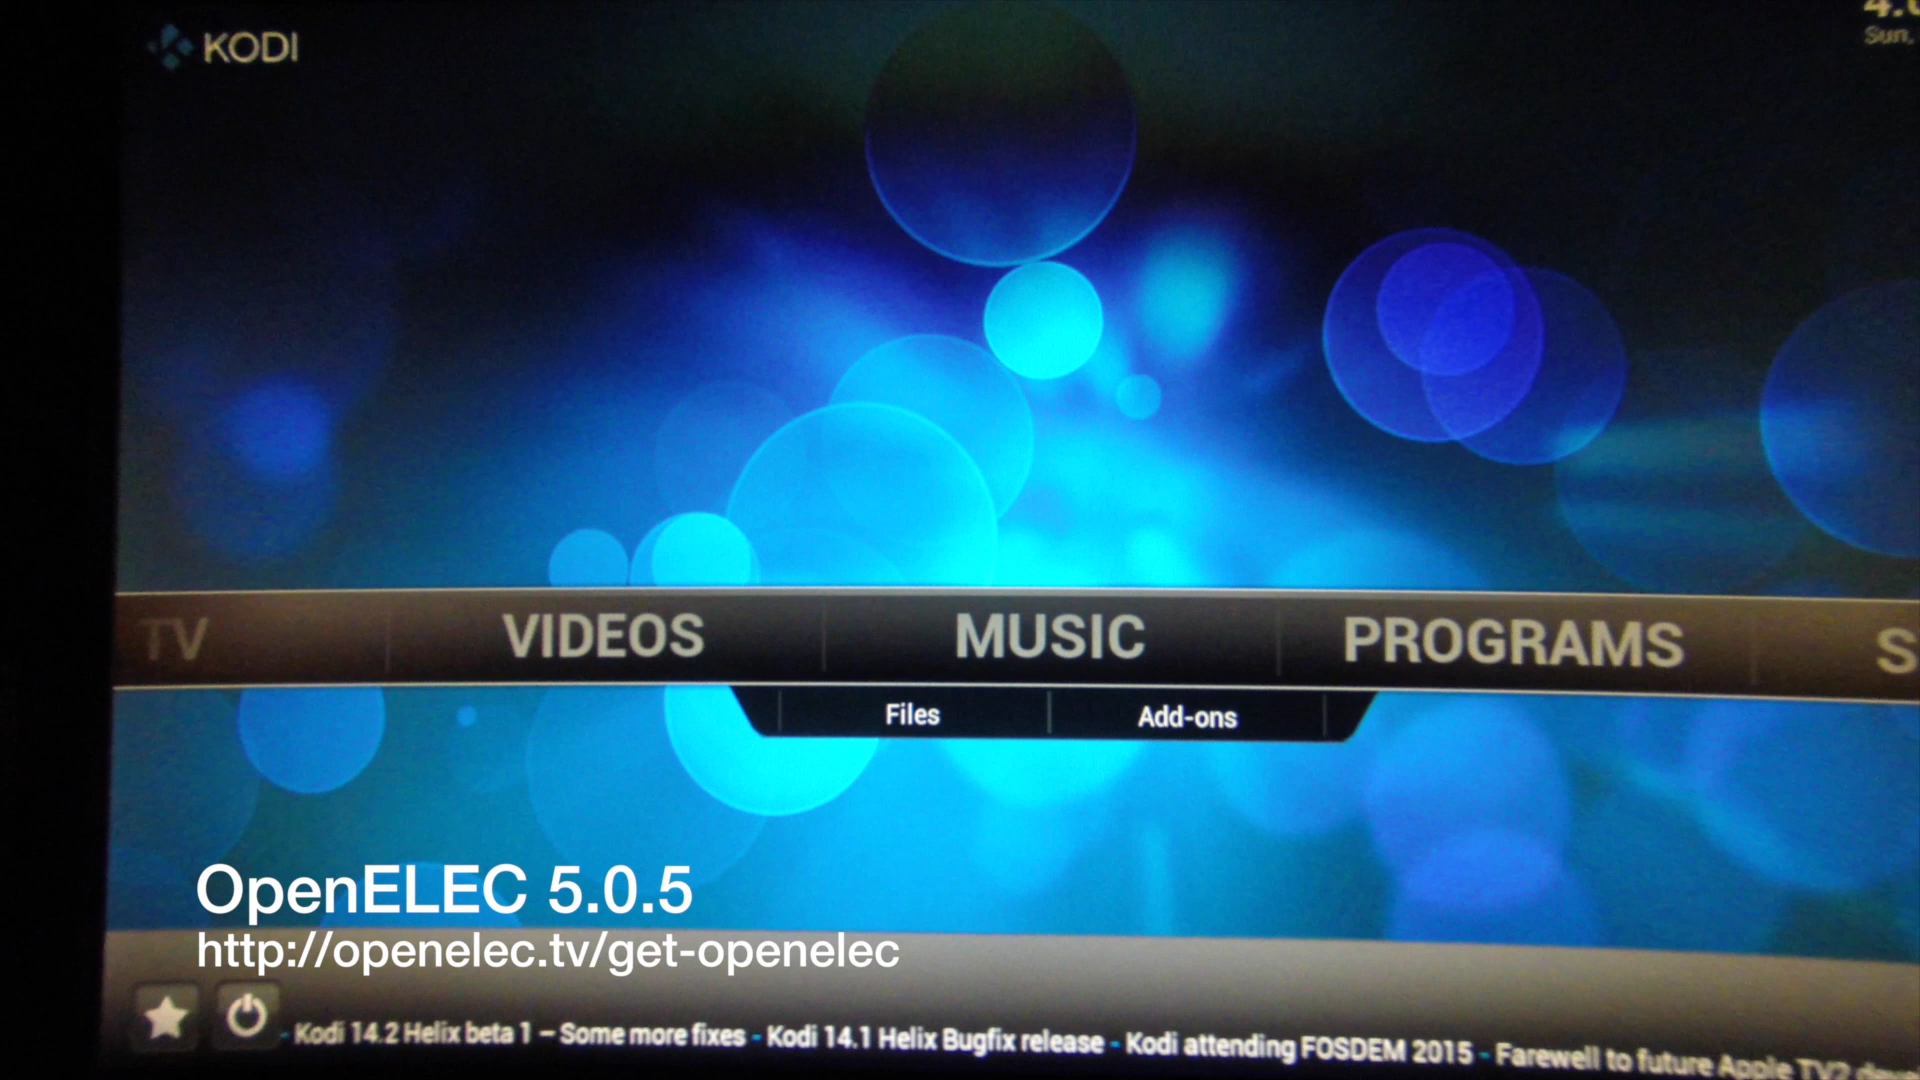 KODI
Sun,
TV VIDEOS MUSIC PROGRAMS S
Files Add-ons
OpenELEC 5.0.5
http://openelec.tv/get-openelec
- Kodi 14.2 Helix beta 1 – Some more fixes - Kodi 14.1 Helix Bugfix release - Kodi attending FOSDEM 2015 - Farewell to future Apple TV2